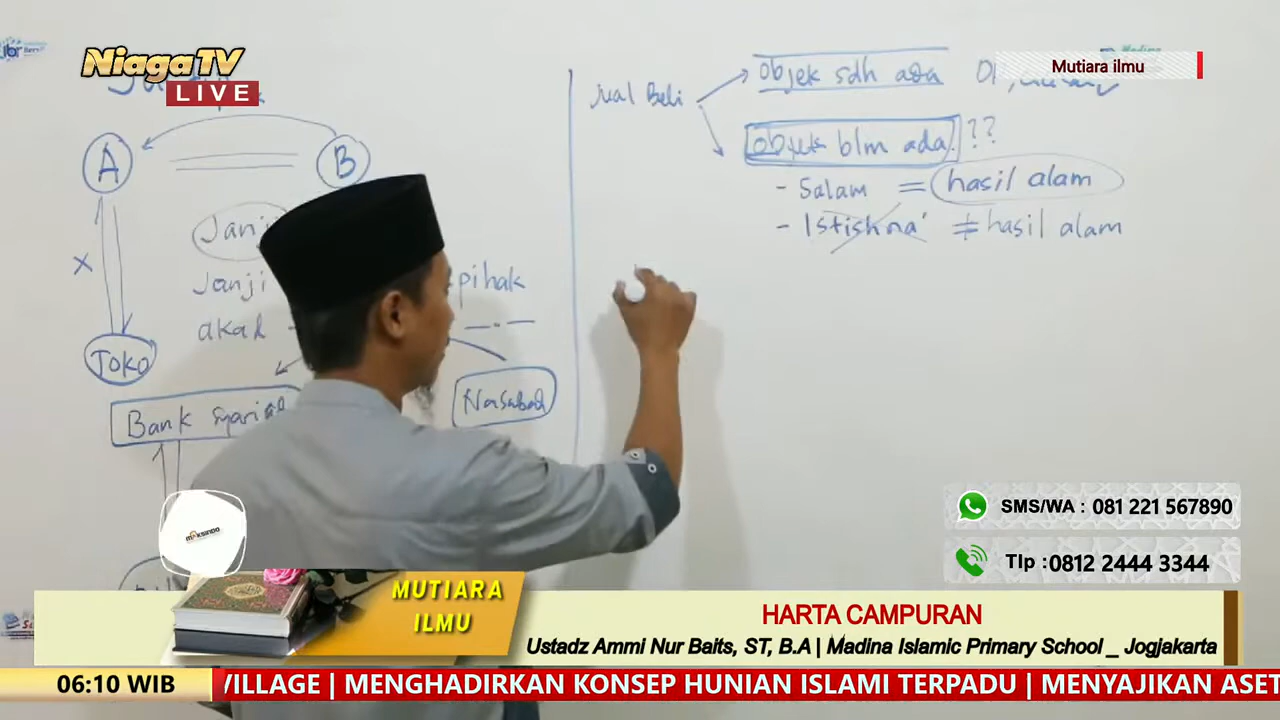 NiagaTV
LIVE
Mutiara ilmu
A
B
Janji
Janji
pihak
akad
X
Toko
Bank Syariah
Nasabah
Jual Beli
Objek sdh ada
objek blm ada ??
- Salam = hasil alam
- Istishna' ≠ hasil alam
SMS/WA : 081 221 567890
Tlp :0812 2444 3344
MUTIARA
ILMU
HARTA CAMPURAN
Ustadz Ammi Nur Baits, ST, B.A | Madina Islamic Primary School _ Jogjakarta
06:10 WIB
VILLAGE | MENGHADIRKAN KONSEP HUNIAN ISLAMI TERPADU | MENYAJIKAN ASET